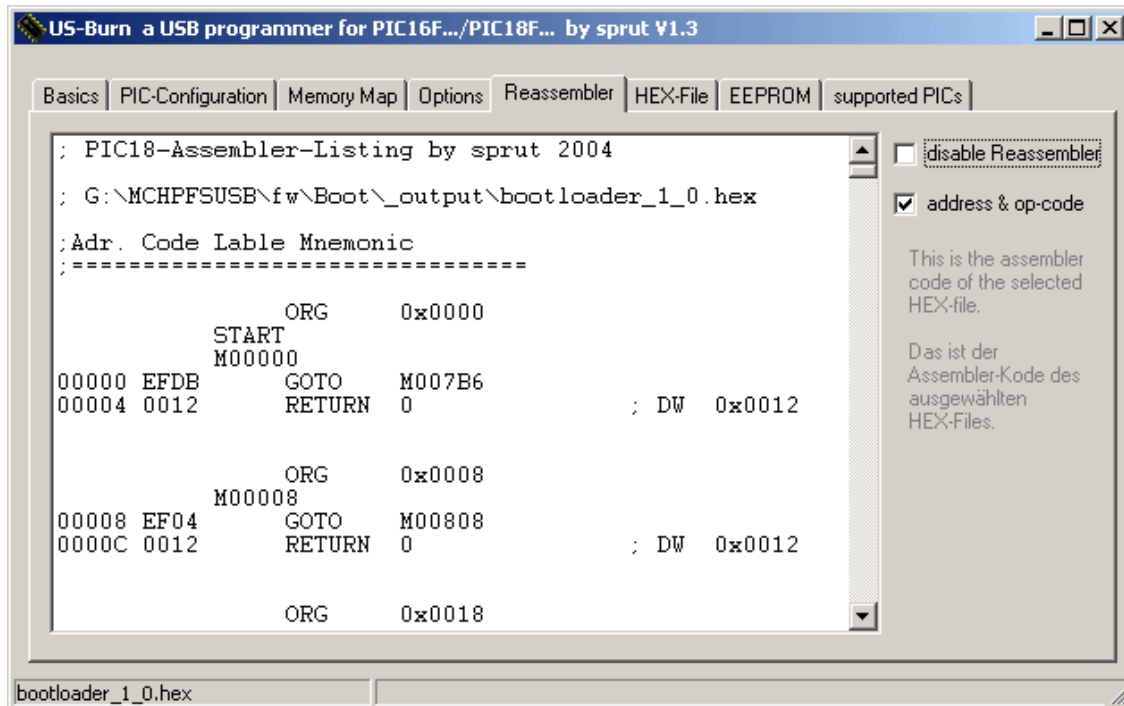 US-Burn a USB programmer for PIC16F.../PIC18F... by sprut V1.3
Basics PIC-Configuration Memory Map Options Reassembler HEX-File EEPROM supported PICs
; PIC18-Assembler-Listing by sprut 2004
; G:\MCHPFSUSB\fw\Boot\_output\bootloader_1_0.hex
;Adr. Code Lable Mnemonic
;================================
ORG 0x0000
START
M00000
00000 EFDB GOTO M007B6
00004 0012 RETURN 0 ; DW 0x0012
ORG 0x0008
M00008
00008 EF04 GOTO M00808
0000C 0012 RETURN 0 ; DW 0x0012
ORG 0x0018
disable Reassembler
address & op-code
This is the assembler
code of the selected
HEX-file.
Das ist der
Assembler-Kode des
ausgewählten
HEX-Files.
bootloader_1_0.hex